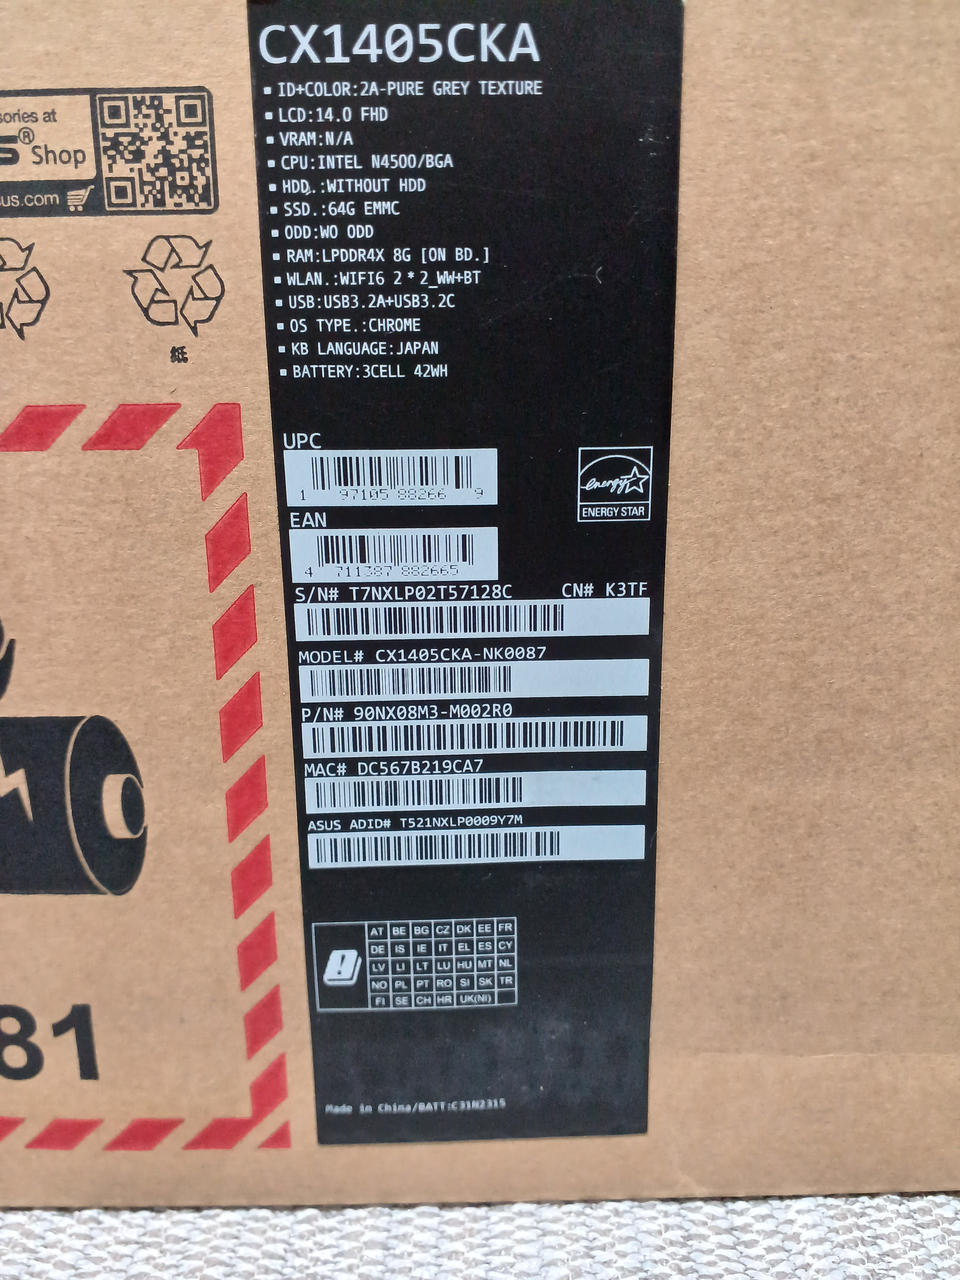 CX1405CKA
▪ ID+COLOR:2A-PURE GREY TEXTURE
▪ LCD:14.0 FHD
▪ VRAM:N/A
▪ CPU:INTEL N4500/BGA
▪ HDD.:WITHOUT HDD
▪ SSD.:64G EMMC
▪ ODD:WO ODD
▪ RAM:LPDDR4X 8G [ON BD.]
▪ WLAN.:WIFI6 2*2_WW+BT
▪ USB:USB3.2A+USB3.2C
▪ OS TYPE.:CHROME
▪ KB LANGUAGE:JAPAN
▪ BATTERY:3CELL 42WH
UPC
1 97105 88266 9
EAN
4 711387 882665
S/N# T7NXLP02T57128C CN# K3TF
MODEL# CX1405CKA-NK0087
P/N# 90NX08M3-M002R0
MAC# DC567B219CA7
ASUS ADID# T521NXLP0009Y7M
energy
ENERGY STAR
AT BE BG CZ DK EE FR
DE IS IE IT EL ES CY
LV LI LT LU HU MT NL
NO PL PT RO SI SK TR
FI SE CH HR UK(NI)
Made in China/BATT:C31N2315
at
® Shop
.com
纸
81